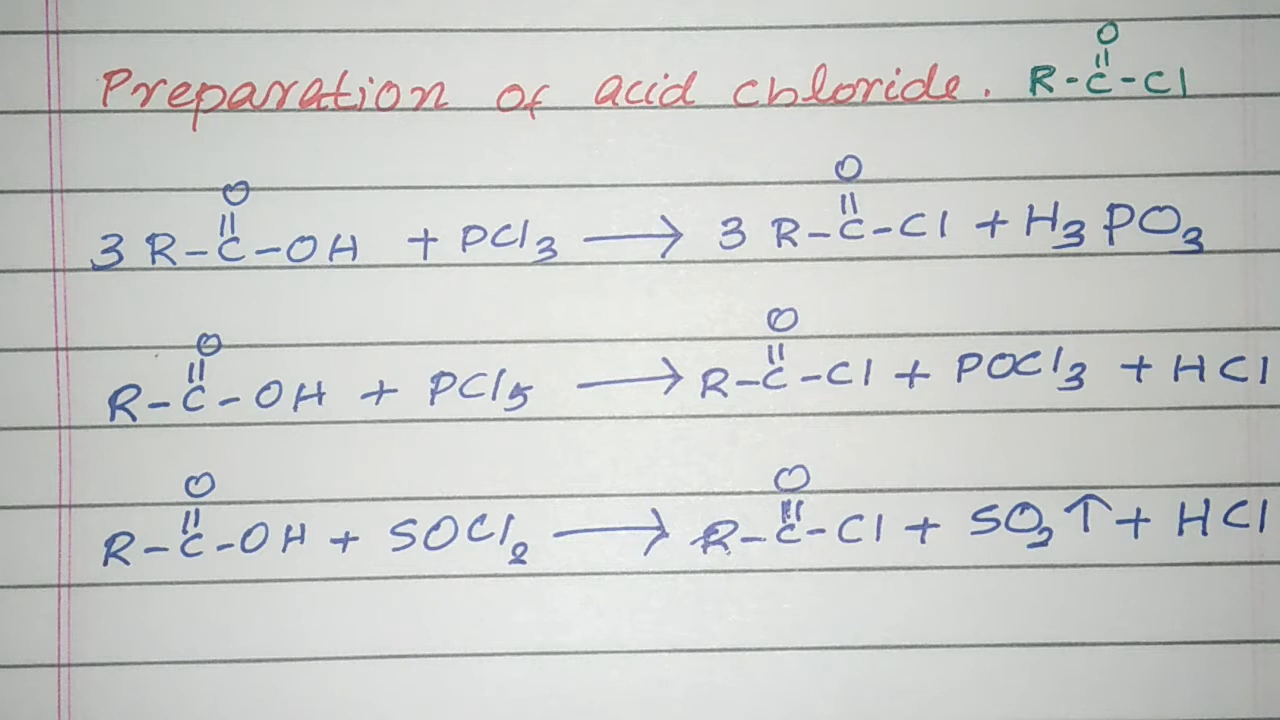 Preparation of acid chloride. R-C(=O)-Cl
3 R-C(=O)-OH + PCl₃ → 3 R-C(=O)-Cl + H₃PO₃
R-C(=O)-OH + PCl₅ → R-C(=O)-Cl + POCl₃ + HCl
R-C(=O)-OH + SOCl₂ → R-C(=O)-Cl + SO₂↑ + HCl